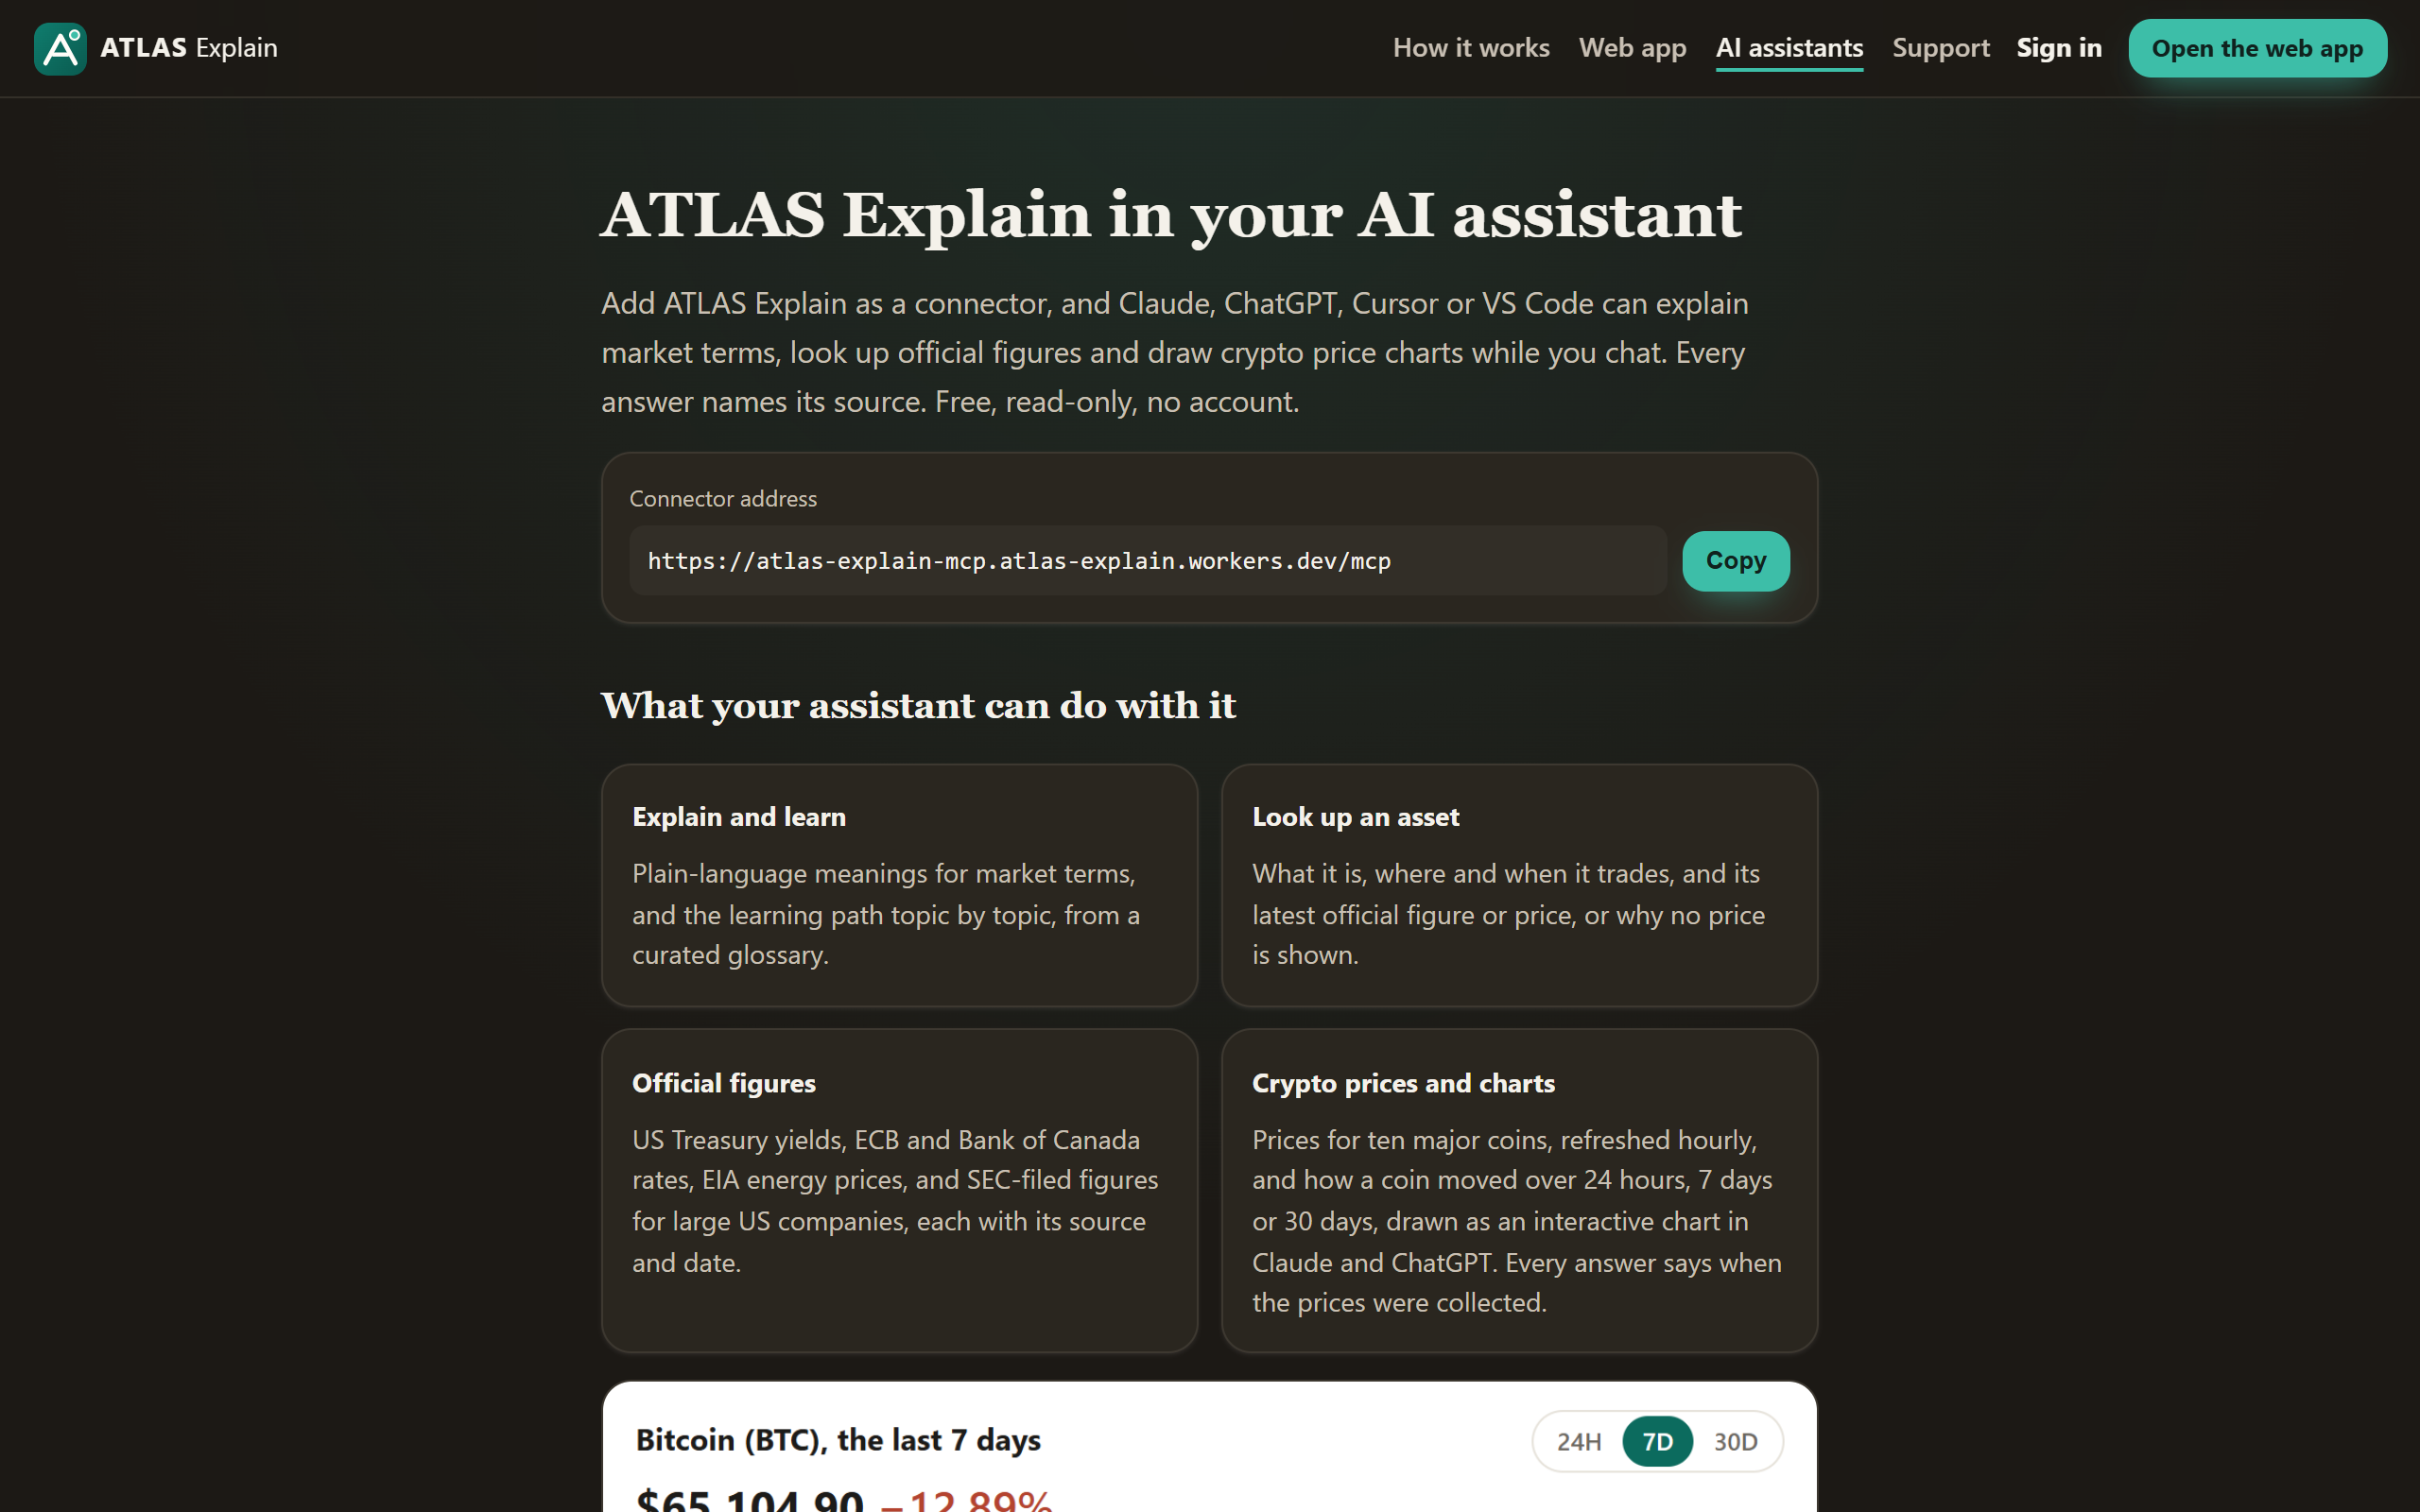 ATLAS Explain
How it works
Web app
AI assistants
Support
Sign in
Open the web app
ATLAS Explain in your AI assistant
Add ATLAS Explain as a connector, and Claude, ChatGPT, Cursor or VS Code can explain
market terms, look up official figures and draw crypto price charts while you chat. Every
answer names its source. Free, read-only, no account.
Connector address
https://atlas-explain-mcp.atlas-explain.workers.dev/mcp
Copy
What your assistant can do with it
Explain and learn
Plain-language meanings for market terms,
and the learning path topic by topic, from a
curated glossary.
Look up an asset
What it is, where and when it trades, and its
latest official figure or price, or why no price
is shown.
Official figures
US Treasury yields, ECB and Bank of Canada
rates, EIA energy prices, and SEC-filed figures
for large US companies, each with its source
and date.
Crypto prices and charts
Prices for ten major coins, refreshed hourly,
and how a coin moved over 24 hours, 7 days
or 30 days, drawn as an interactive chart in
Claude and ChatGPT. Every answer says when
the prices were collected.
Bitcoin (BTC), the last 7 days
24H
7D
30D
$65,104.90 −12.89%